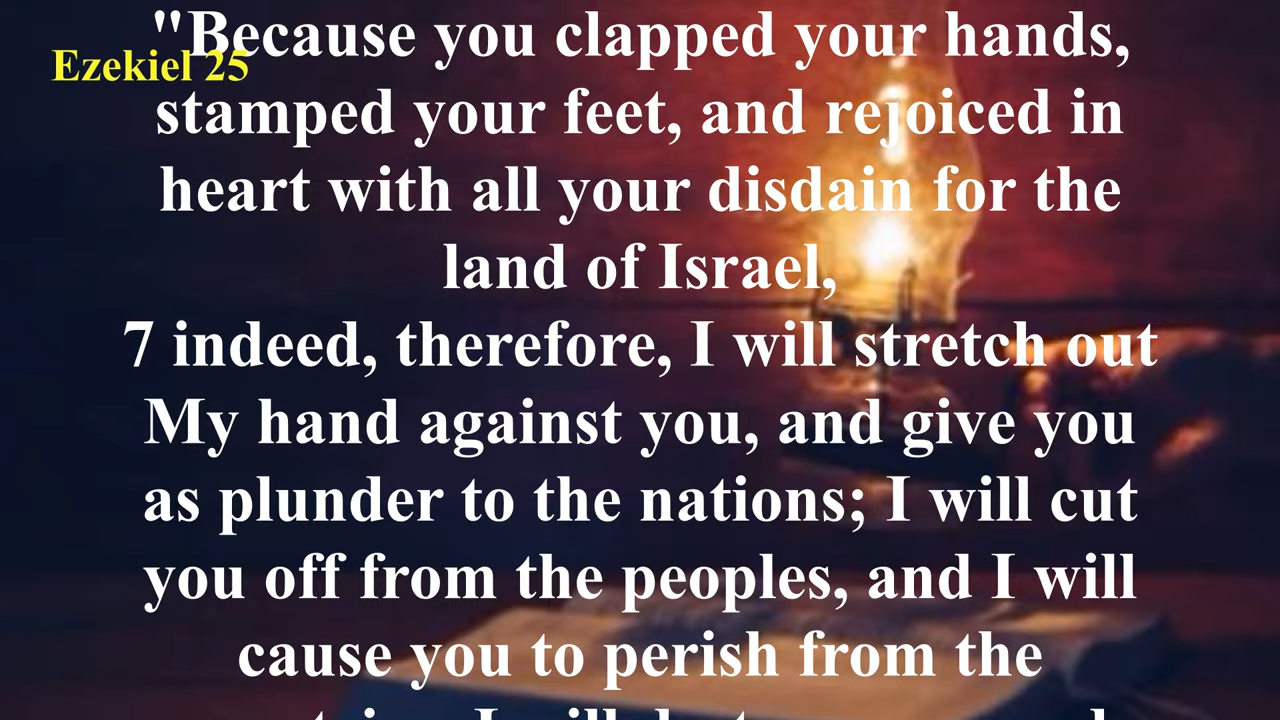 "Because you clapped your hands,
Ezekiel 25
stamped your feet, and rejoiced in
heart with all your disdain for the
land of Israel,
7 indeed, therefore, I will stretch out
My hand against you, and give you
as plunder to the nations; I will cut
you off from the peoples, and I will
cause you to perish from the
I will